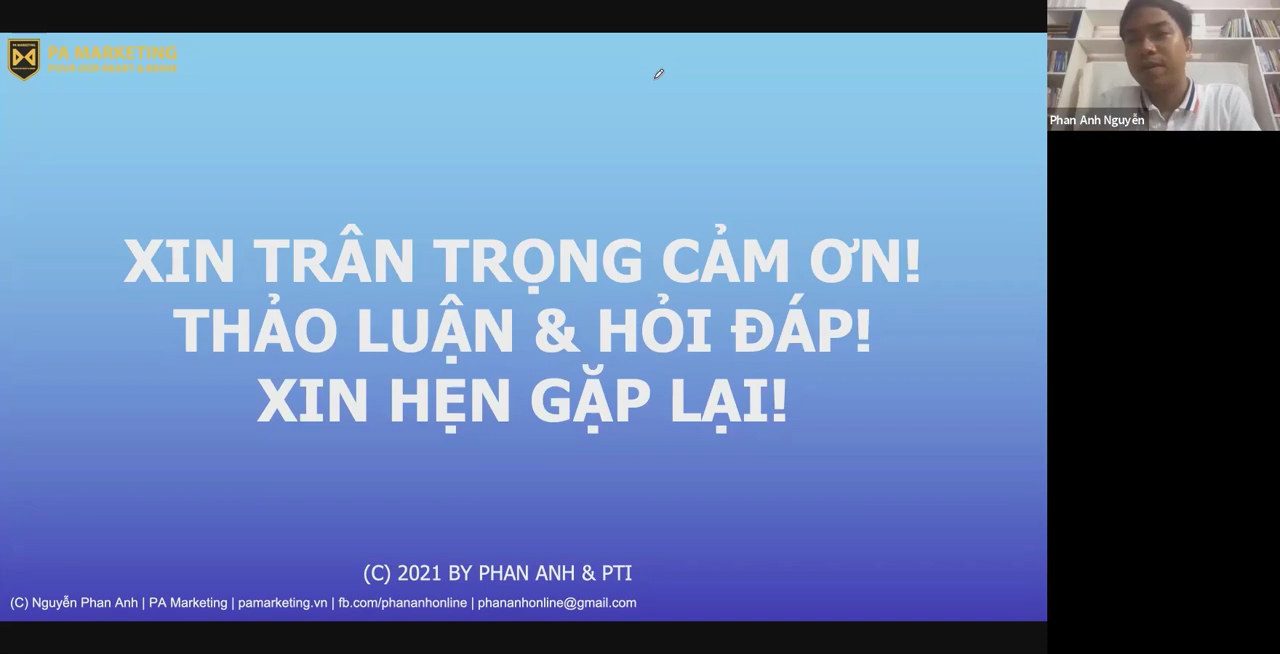 PA MARKETING
Phan Anh Nguyễn
XIN TRÂN TRỌNG CẢM ƠN!
THẢO LUẬN & HỎI ĐÁP!
XIN HẸN GẶP LẠI!
(C) 2021 BY PHAN ANH & PTI
(C) Nguyễn Phan Anh | PA Marketing | pamarketing.vn | fb.com/phananhonline | phananhonline@gmail.com